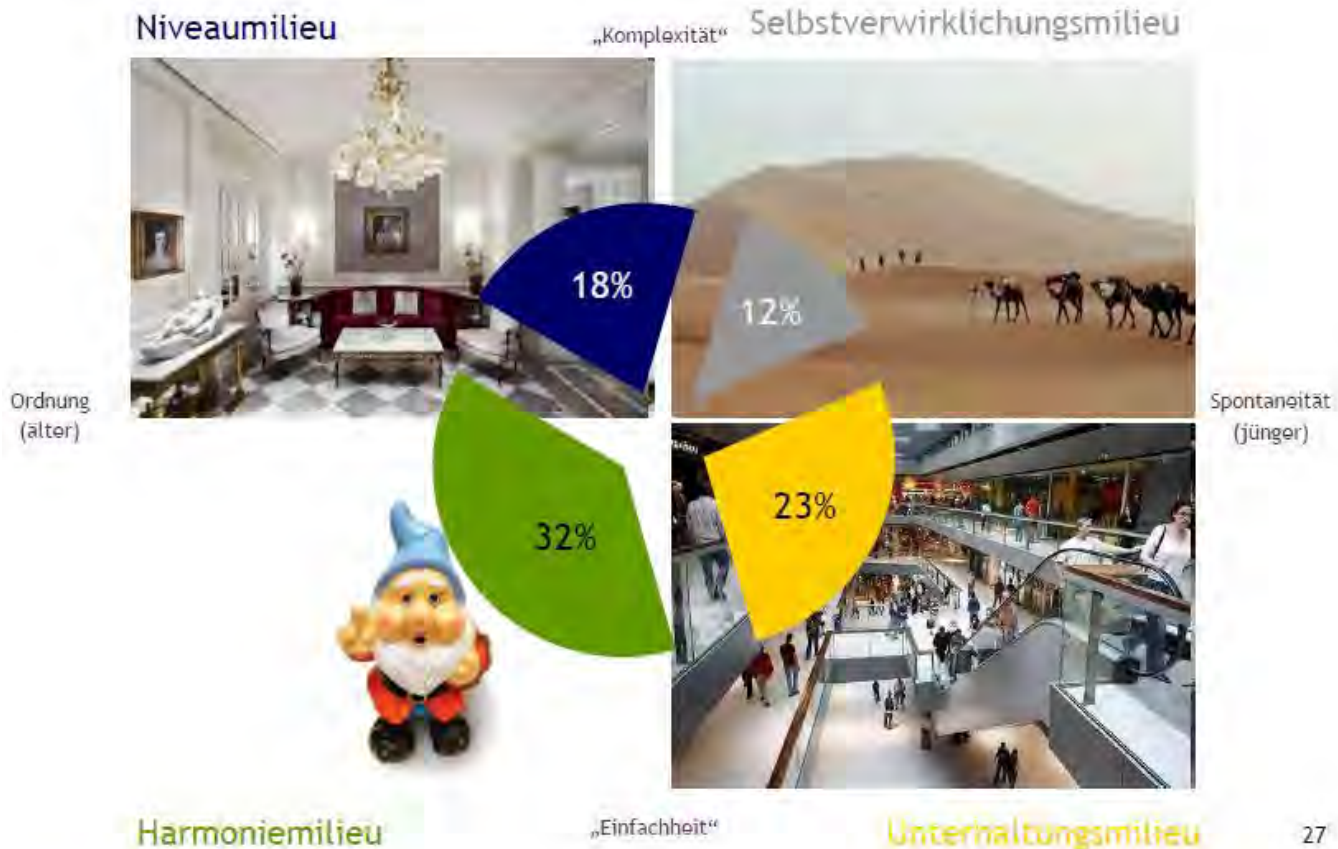 Niveaumilieu
„Komplexität“
Selbstverwirklichungsmilieu
18%
12%
Ordnung
(älter)
Spontaneität
(jünger)
32%
23%
Harmoniemilieu
„Einfachheit“
Unterhaltungsmilieu
27